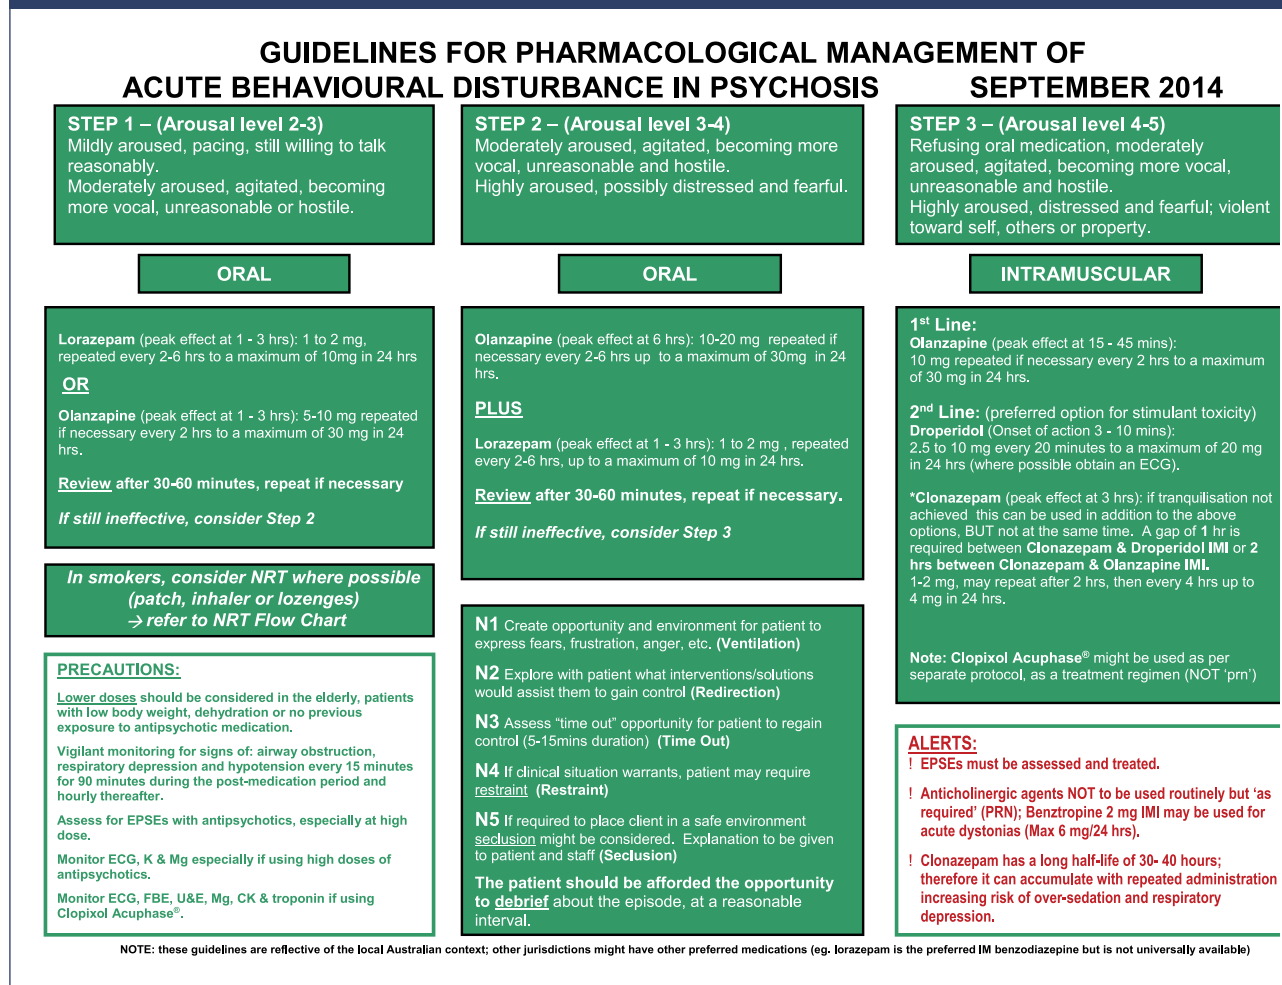 GUIDELINES FOR PHARMACOLOGICAL MANAGEMENT OF
ACUTE BEHAVIOURAL DISTURBANCE IN PSYCHOSIS SEPTEMBER 2014
STEP 1 – (Arousal level 2-3)
Mildly aroused, pacing, still willing to talk
reasonably.
Moderately aroused, agitated, becoming
more vocal, unreasonable or hostile.
ORAL
Lorazepam (peak effect at 1 - 3 hrs): 1 to 2 mg,
repeated every 2-6 hrs to a maximum of 10mg in 24 hrs
OR
Olanzapine (peak effect at 1 - 3 hrs): 5-10 mg repeated
if necessary every 2 hrs to a maximum of 30 mg in 24
hrs.
Review after 30-60 minutes, repeat if necessary
If still ineffective, consider Step 2
In smokers, consider NRT where possible
(patch, inhaler or lozenges)
→ refer to NRT Flow Chart
PRECAUTIONS:
Lower doses should be considered in the elderly, patients
with low body weight, dehydration or no previous
exposure to antipsychotic medication.
Vigilant monitoring for signs of: airway obstruction,
respiratory depression and hypotension every 15 minutes
for 90 minutes during the post-medication period and
hourly thereafter.
Assess for EPSEs with antipsychotics, especially at high
dose.
Monitor ECG, K & Mg especially if using high doses of
antipsychotics.
Monitor ECG, FBE, U&E, Mg, CK & troponin if using
Clopixol Acuphase®.
STEP 2 – (Arousal level 3-4)
Moderately aroused, agitated, becoming more
vocal, unreasonable and hostile.
Highly aroused, possibly distressed and fearful.
ORAL
Olanzapine (peak effect at 6 hrs): 10-20 mg repeated if
necessary every 2-6 hrs up to a maximum of 30mg in 24
hrs.
PLUS
Lorazepam (peak effect at 1 - 3 hrs): 1 to 2 mg , repeated
every 2-6 hrs, up to a maximum of 10 mg in 24 hrs.
Review after 30-60 minutes, repeat if necessary.
If still ineffective, consider Step 3
N1 Create opportunity and environment for patient to
express fears, frustration, anger, etc. (Ventilation)
N2 Explore with patient what interventions/solutions
would assist them to gain control (Redirection)
N3 Assess “time out” opportunity for patient to regain
control (5-15mins duration) (Time Out)
N4 If clinical situation warrants, patient may require
restraint (Restraint)
N5 If required to place client in a safe environment
seclusion might be considered. Explanation to be given
to patient and staff (Seclusion)
The patient should be afforded the opportunity
to debrief about the episode, at a reasonable
interval.
STEP 3 – (Arousal level 4-5)
Refusing oral medication, moderately
aroused, agitated, becoming more vocal,
unreasonable and hostile.
Highly aroused, distressed and fearful; violent
toward self, others or property.
INTRAMUSCULAR
1st Line:
Olanzapine (peak effect at 15 - 45 mins):
10 mg repeated if necessary every 2 hrs to a maximum
of 30 mg in 24 hrs.
2nd Line: (preferred option for stimulant toxicity)
Droperidol (Onset of action 3 - 10 mins):
2.5 to 10 mg every 20 minutes to a maximum of 20 mg
in 24 hrs (where possible obtain an ECG).
*Clonazepam (peak effect at 3 hrs): if tranquilisation not
achieved this can be used in addition to the above
options, BUT not at the same time. A gap of 1 hr is
required between Clonazepam & Droperidol IMI or 2
hrs between Clonazepam & Olanzapine IMI.
1-2 mg, may repeat after 2 hrs, then every 4 hrs up to
4 mg in 24 hrs.
Note: Clopixol Acuphase® might be used as per
separate protocol, as a treatment regimen (NOT ‘prn’)
ALERTS:
! EPSEs must be assessed and treated.
! Anticholinergic agents NOT to be used routinely but ‘as
required’ (PRN); Benztropine 2 mg IMI may be used for
acute dystonias (Max 6 mg/24 hrs).
! Clonazepam has a long half-life of 30- 40 hours;
therefore it can accumulate with repeated administration
increasing risk of over-sedation and respiratory
depression.
NOTE: these guidelines are reflective of the local Australian context; other jurisdictions might have other preferred medications (eg. lorazepam is the preferred IM benzodiazepine but is not universally available)